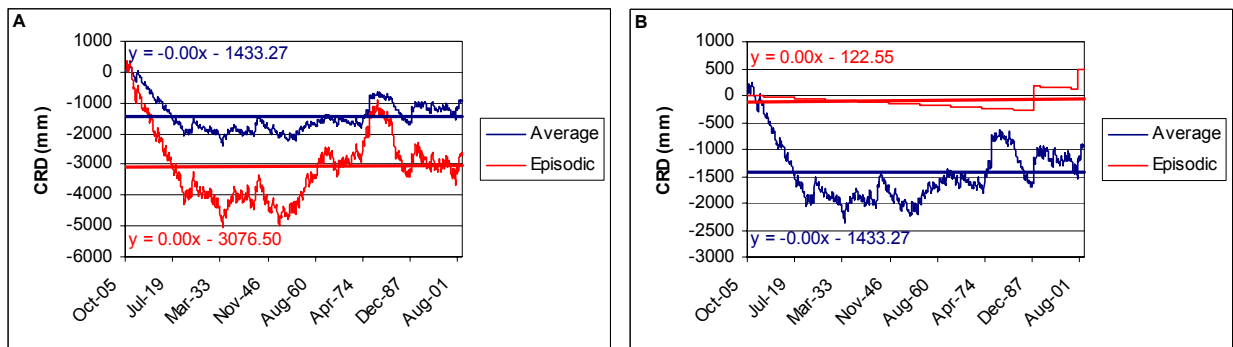 A
y = -0.00x - 1433.27
1000
0
-1000
-2000
-3000
-4000
-5000
-6000
CRD (mm)
y = 0.00x - 3076.50
Oct-05
Jul-19
Mar-33
Nov-46
Aug-60
Apr-74
Dec-87
Aug-01
Average
Episodic
B
y = 0.00x - 122.55
1000
500
0
-500
-1000
-1500
-2000
-2500
-3000
CRD (mm)
y = -0.00x - 1433.27
Oct-05
Jul-19
Mar-33
Nov-46
Aug-60
Apr-74
Dec-87
Aug-01
Average
Episodic